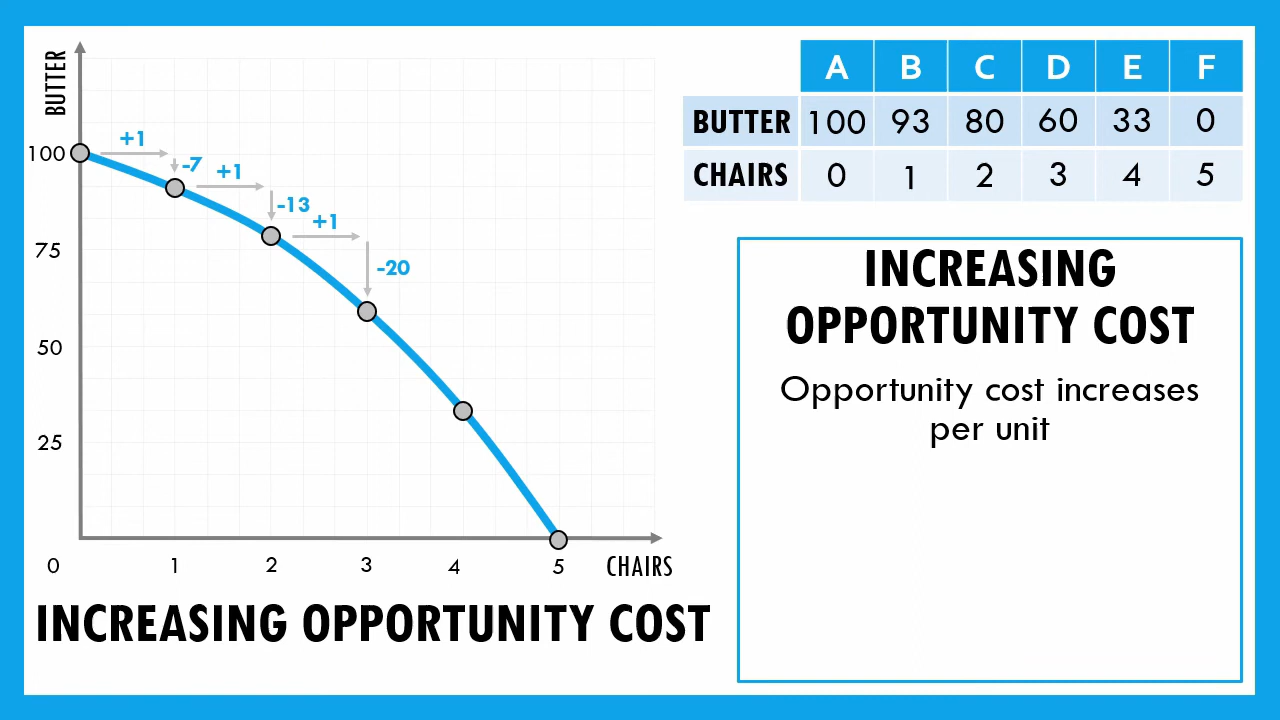 BUTTER
100
75
50
25
0
1
2
3
4
5
CHAIRS
+1
-7
+1
-13
+1
-20
INCREASING OPPORTUNITY COST
A B C D E F
BUTTER 100 93 80 60 33 0
CHAIRS 0 1 2 3 4 5
INCREASING
OPPORTUNITY COST
Opportunity cost increases
per unit